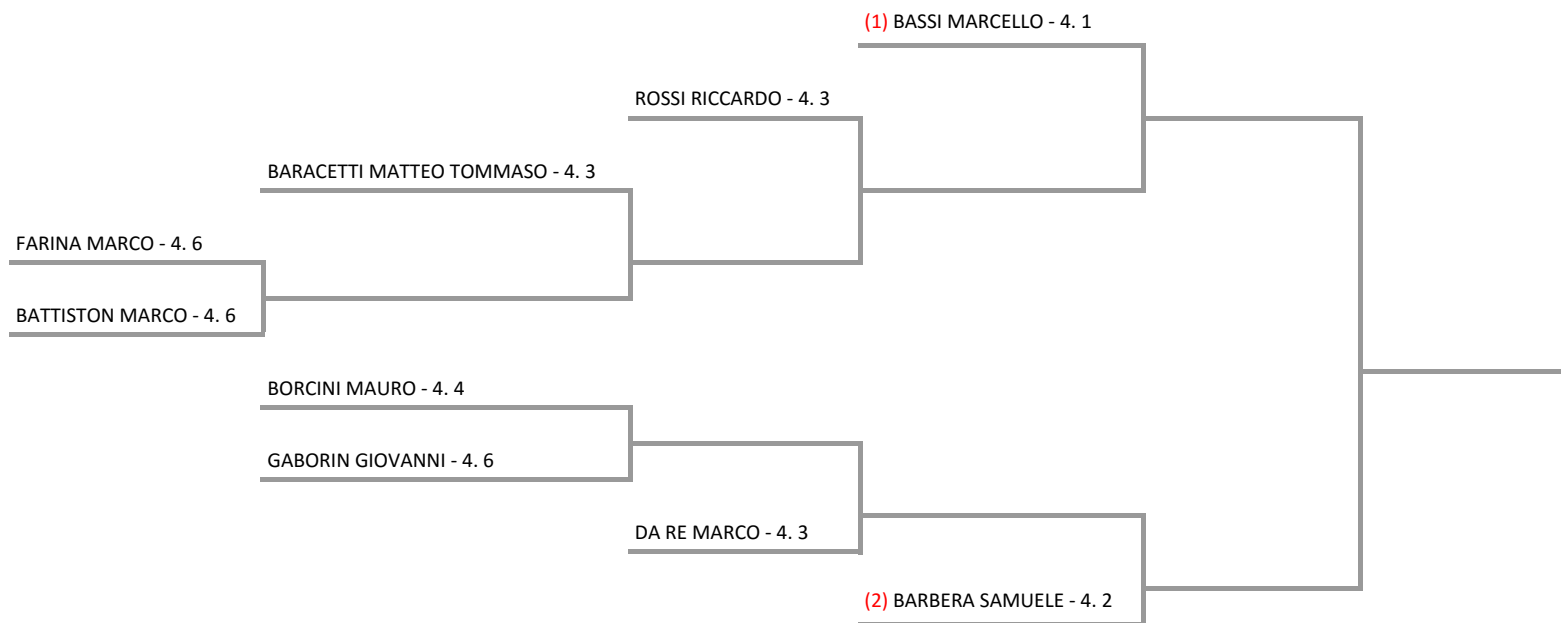 (1) BASSI MARCELLO - 4. 1
ROSSI RICCARDO - 4. 3
BARACETTI MATTEO TOMMASO - 4. 3
FARINA MARCO - 4. 6
BATTISTON MARCO - 4. 6
BORCINI MAURO - 4. 4
GABORIN GIOVANNI - 4. 6
DA RE MARCO - 4. 3
(2) BARBERA SAMUELE - 4. 2